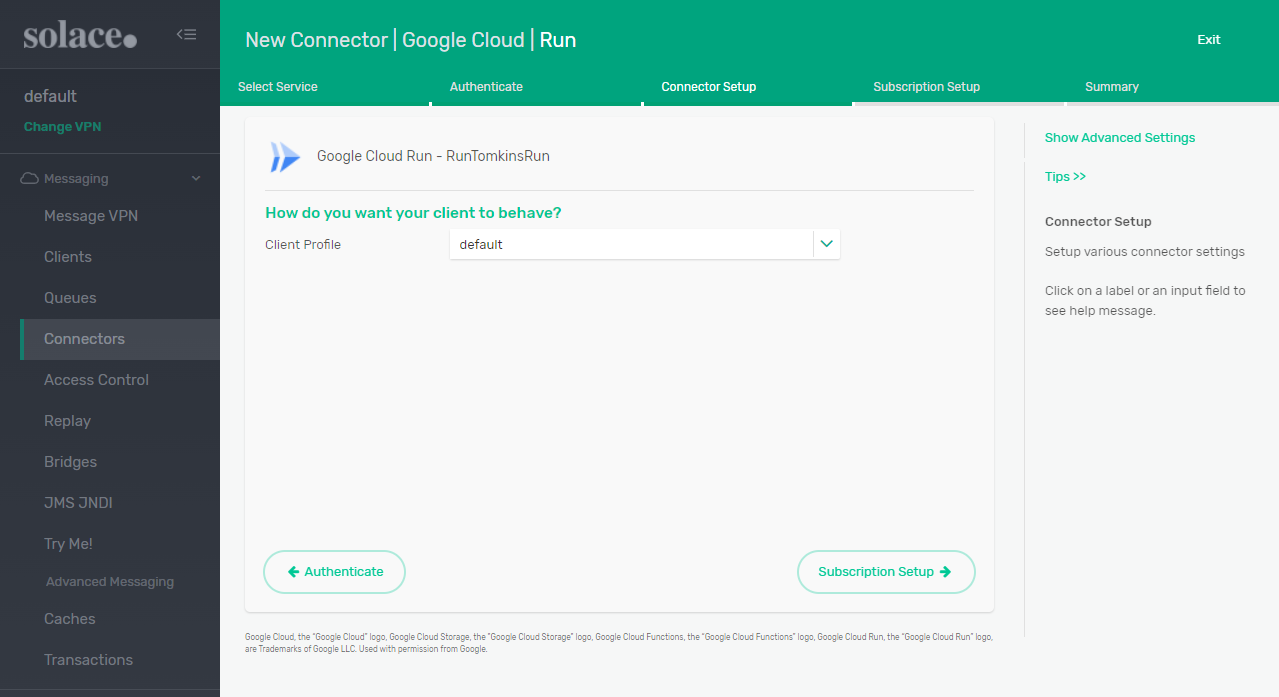 solace.
default
Change VPN
Messaging
Message VPN
Clients
Queues
Connectors
Access Control
Replay
Bridges
JMS JNDI
Try Me!
Advanced Messaging
Caches
Transactions
New Connector | Google Cloud | Run
Exit
Select Service
Authenticate
Connector Setup
Subscription Setup
Summary
Google Cloud Run - RunTomkinsRun
How do you want your client to behave?
Client Profile
default
Authenticate
Subscription Setup
Google Cloud, the "Google Cloud" logo, Google Cloud Storage, the "Google Cloud Storage" logo, Google Cloud Functions, the "Google Cloud Functions" logo, Google Cloud Run, the "Google Cloud Run" logo,
are Trademarks of Google LLC. Used with permission from Google.
Show Advanced Settings
Tips >>
Connector Setup
Setup various connector settings
Click on a label or an input field to
see help message.